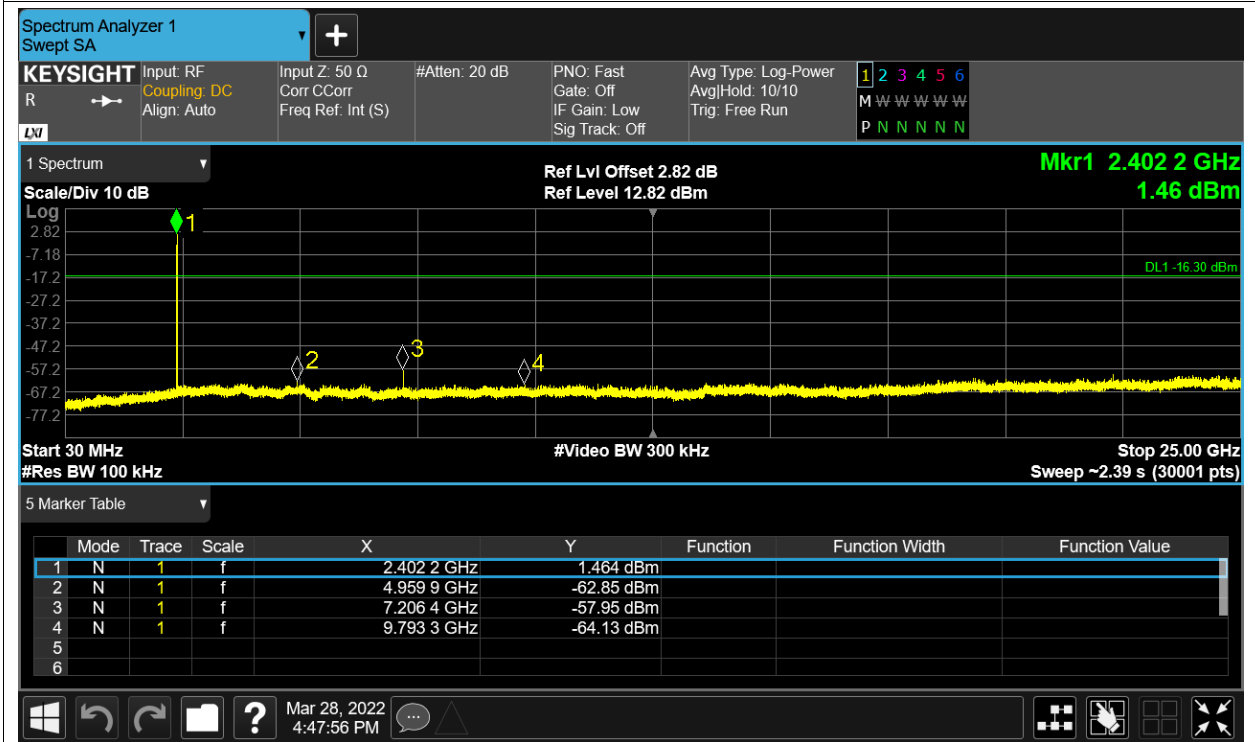 Spectrum Analyzer 1
Swept SA
+
KEYSIGHT
R
LXI
Input: RF
Coupling: DC
Align: Auto
Input Z: 50 Ω
Corr CCorr
Freq Ref: Int (S)
#Atten: 20 dB
PNO: Fast
Gate: Off
IF Gain: Low
Sig Track: Off
Avg Type: Log-Power
Avg|Hold: 10/10
Trig: Free Run
1 2 3 4 5 6
M W W W W W
P N N N N N
1 Spectrum
Scale/Div 10 dB
Ref Lvl Offset 2.82 dB
Ref Level 12.82 dBm
Mkr1 2.402 2 GHz
1.46 dBm
Log
2.82
-7.18
-17.2
-27.2
-37.2
-47.2
-57.2
-67.2
-77.2
1
2
3
4
DL1 -16.30 dBm
Start 30 MHz
#Res BW 100 kHz
#Video BW 300 kHz
Stop 25.00 GHz
Sweep ~2.39 s (30001 pts)
5 Marker Table
Mode Trace Scale X Y Function Function Width Function Value
1 N 1 f 2.402 2 GHz 1.464 dBm
2 N 1 f 4.959 9 GHz -62.85 dBm
3 N 1 f 7.206 4 GHz -57.95 dBm
4 N 1 f 9.793 3 GHz -64.13 dBm
5
6
?
Mar 28, 2022
4:47:56 PM